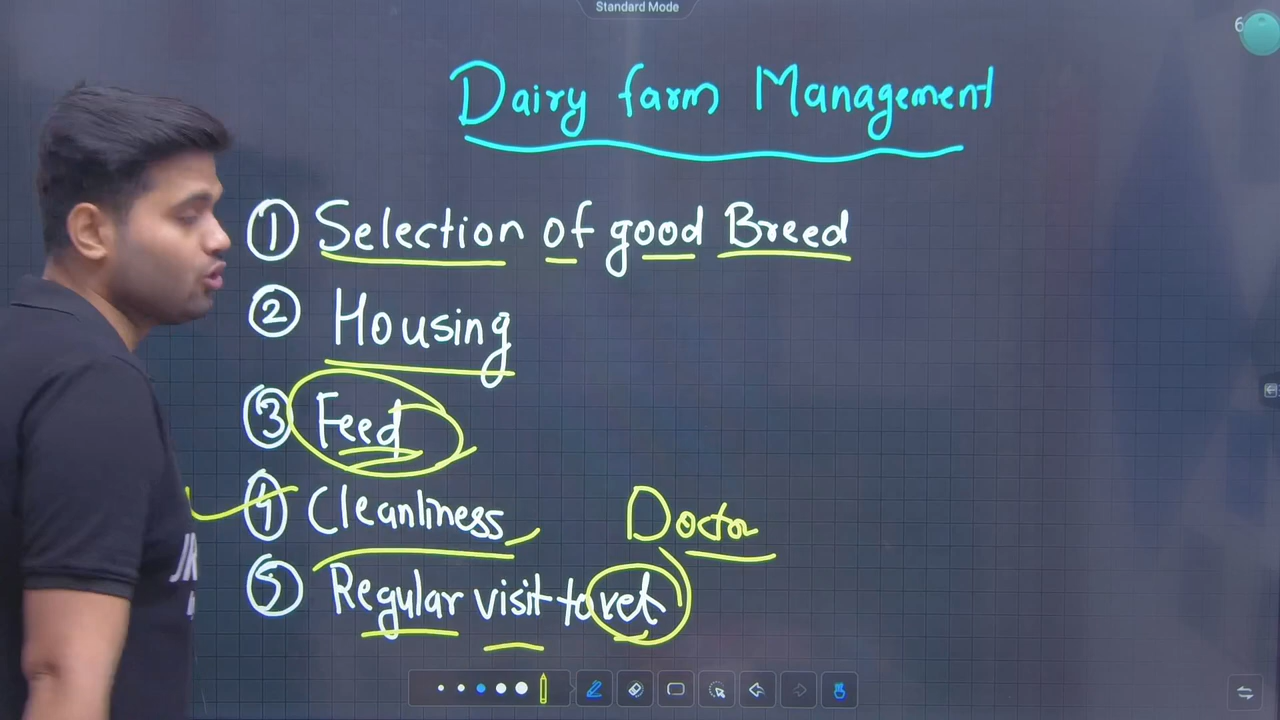 Standard Mode
6
Dairy farm Management
① Selection of good Breed
② Housing
③ Feed
④ Cleanliness
Doctor
⑤ Regular visit to vet